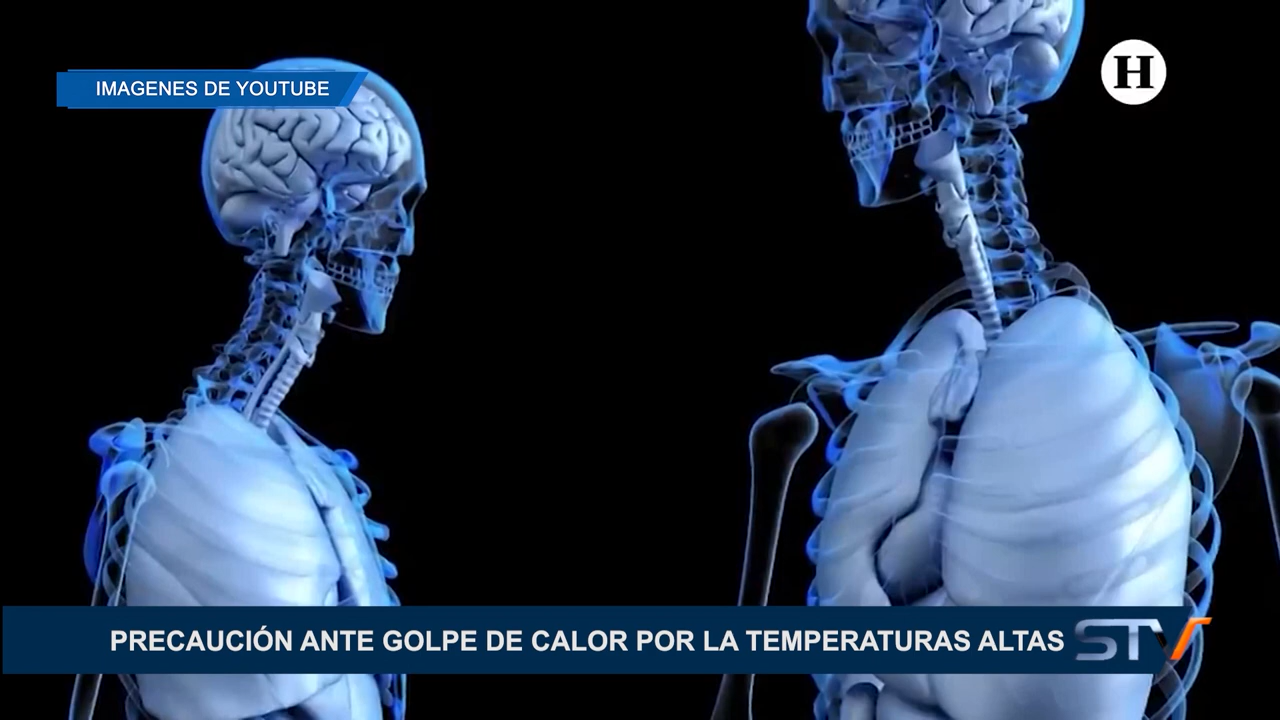 IMAGENES DE YOUTUBE
H
PRECAUCIÓN ANTE GOLPE DE CALOR POR LA TEMPERATURAS ALTAS
STV